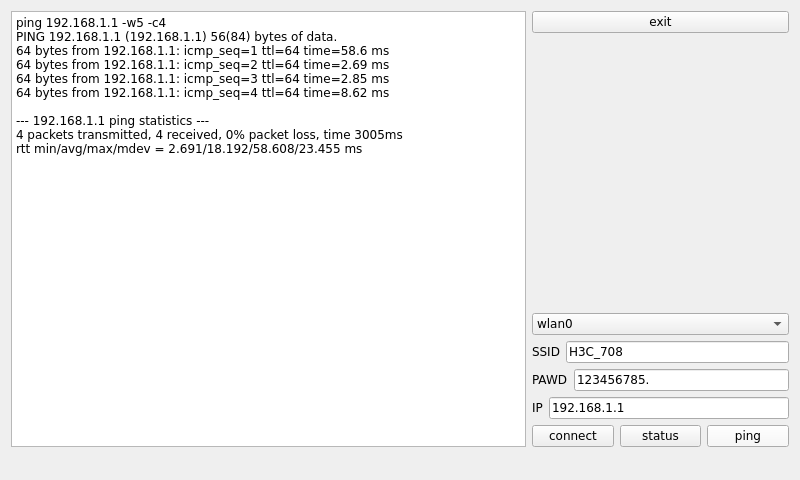 ping 192.168.1.1 -w5 -c4
PING 192.168.1.1 (192.168.1.1) 56(84) bytes of data.
64 bytes from 192.168.1.1: icmp_seq=1 ttl=64 time=58.6 ms
64 bytes from 192.168.1.1: icmp_seq=2 ttl=64 time=2.69 ms
64 bytes from 192.168.1.1: icmp_seq=3 ttl=64 time=2.85 ms
64 bytes from 192.168.1.1: icmp_seq=4 ttl=64 time=8.62 ms

--- 192.168.1.1 ping statistics ---
4 packets transmitted, 4 received, 0% packet loss, time 3005ms
rtt min/avg/max/mdev = 2.691/18.192/58.608/23.455 ms
exit
wlan0
SSID H3C_708
PAWD 123456785.
IP 192.168.1.1
connect status ping